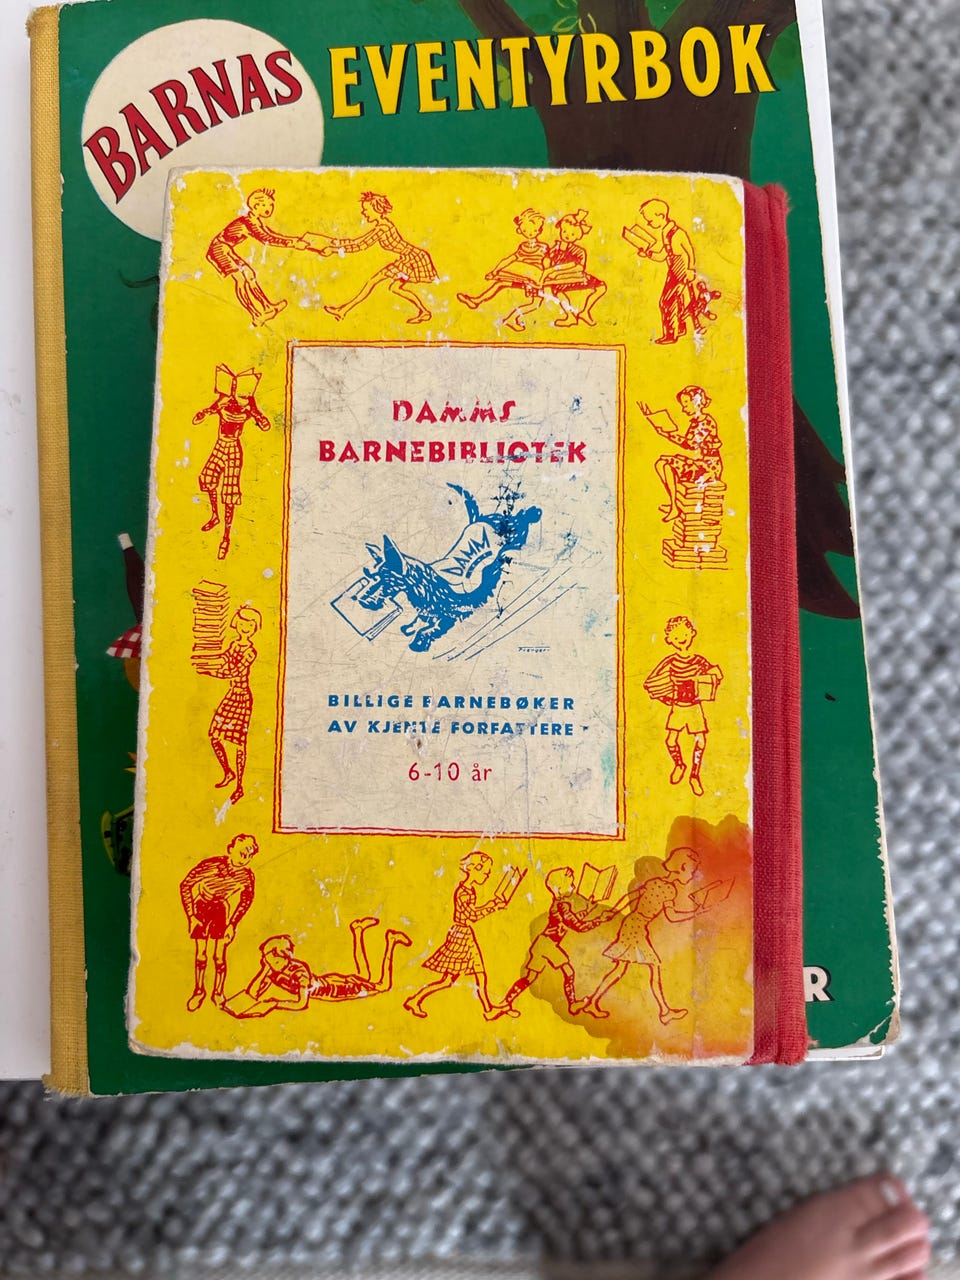 BARNAS EVENTYRBOK
DAMMS
BARNEBIBLIOTEK
DAMM
BILLIGE BARNEBØKER
AV KJENTE FORFATTERE
6-10 år
R